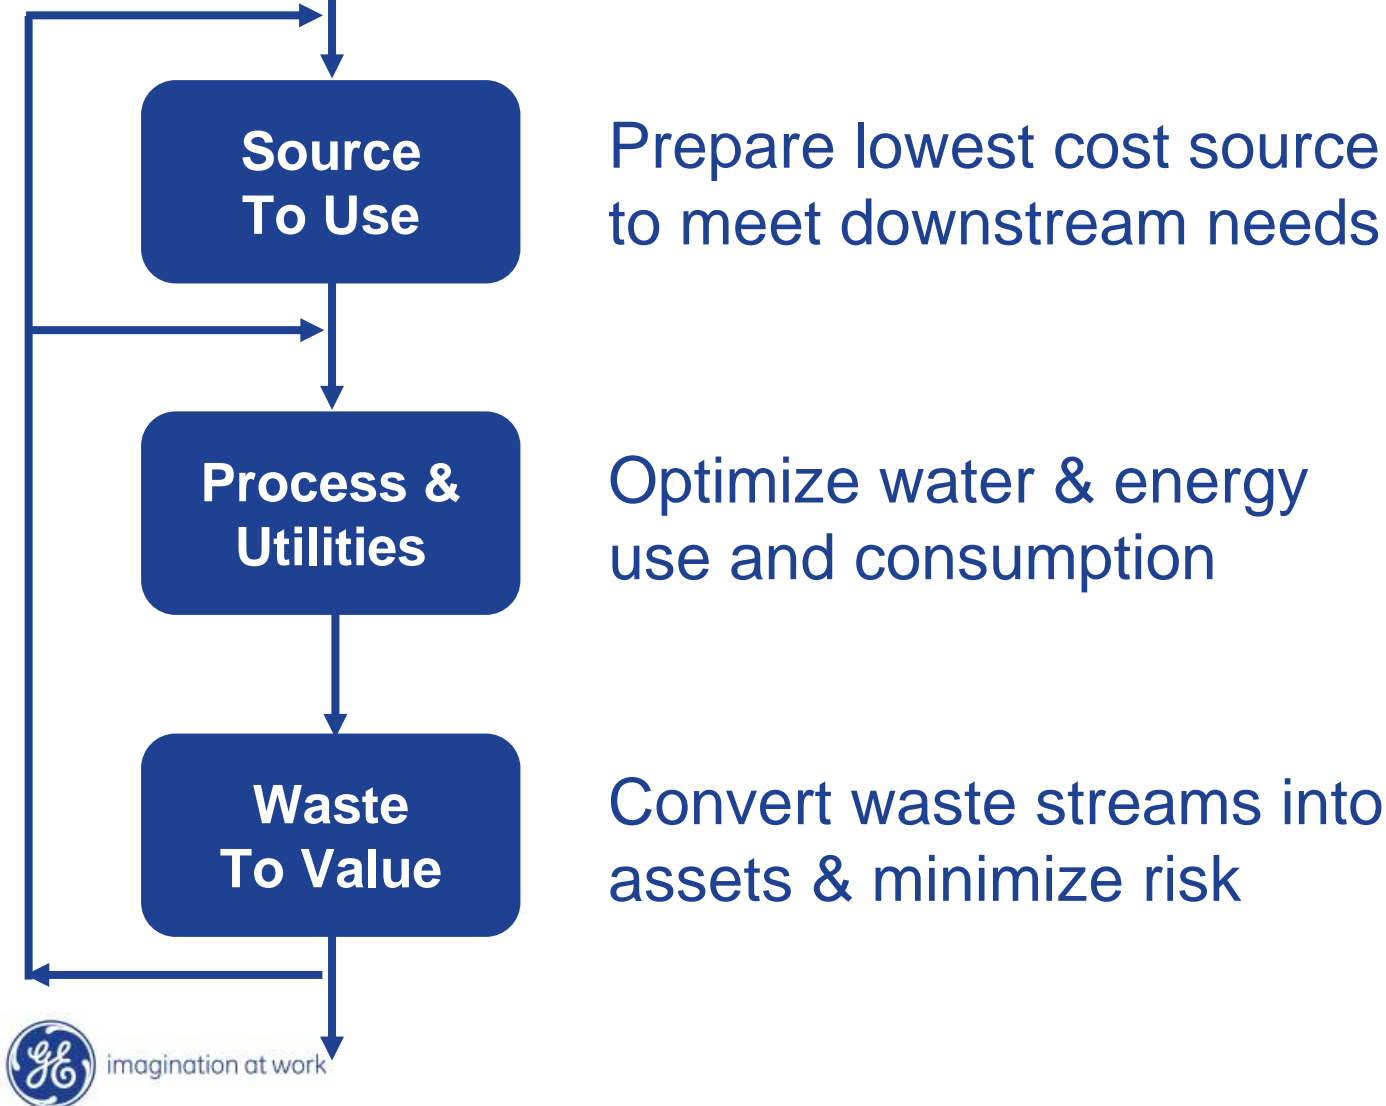 Source
To Use
Prepare lowest cost source
to meet downstream needs
Process &
Utilities
Optimize water & energy
use and consumption
Waste
To Value
Convert waste streams into
assets & minimize risk
GE
imagination at work